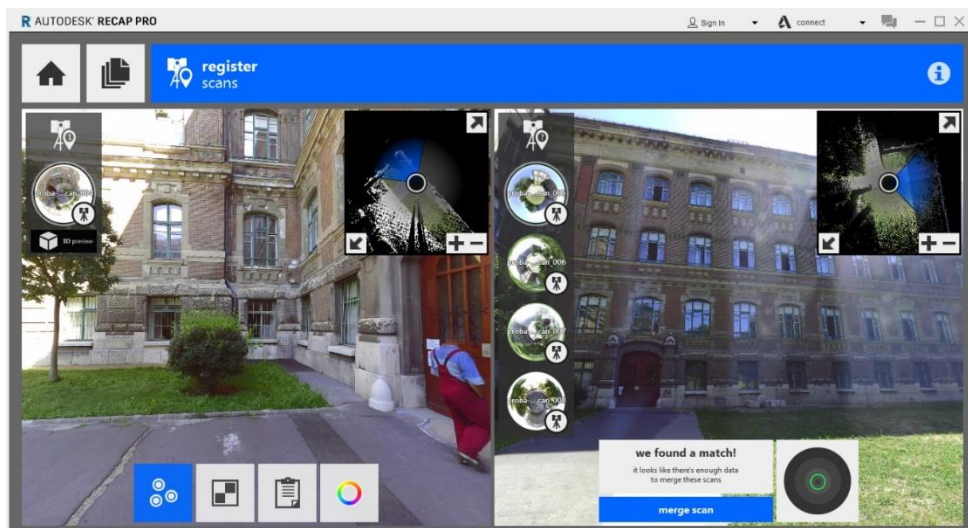 R AUTODESK® RECAP PRO
Sign In
connect
register
scans
3D preview
we found a match!
it looks like there's enough data
to merge these scans
merge scan